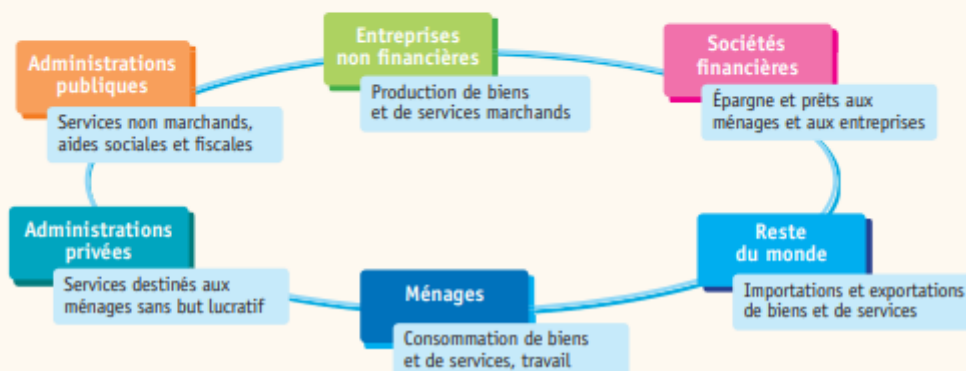 Administrations
publiques
Services non marchands,
aides sociales et fiscales
Entreprises
non financières
Production de biens
et de services marchands
Sociétés
financières
Épargne et prêts aux
ménages et aux entreprises
Administrations
privées
Services destinés aux
ménages sans but lucratif
Ménages
Consommation de biens
et de services, travail
Reste
du monde
Importations et exportations
de biens et de services